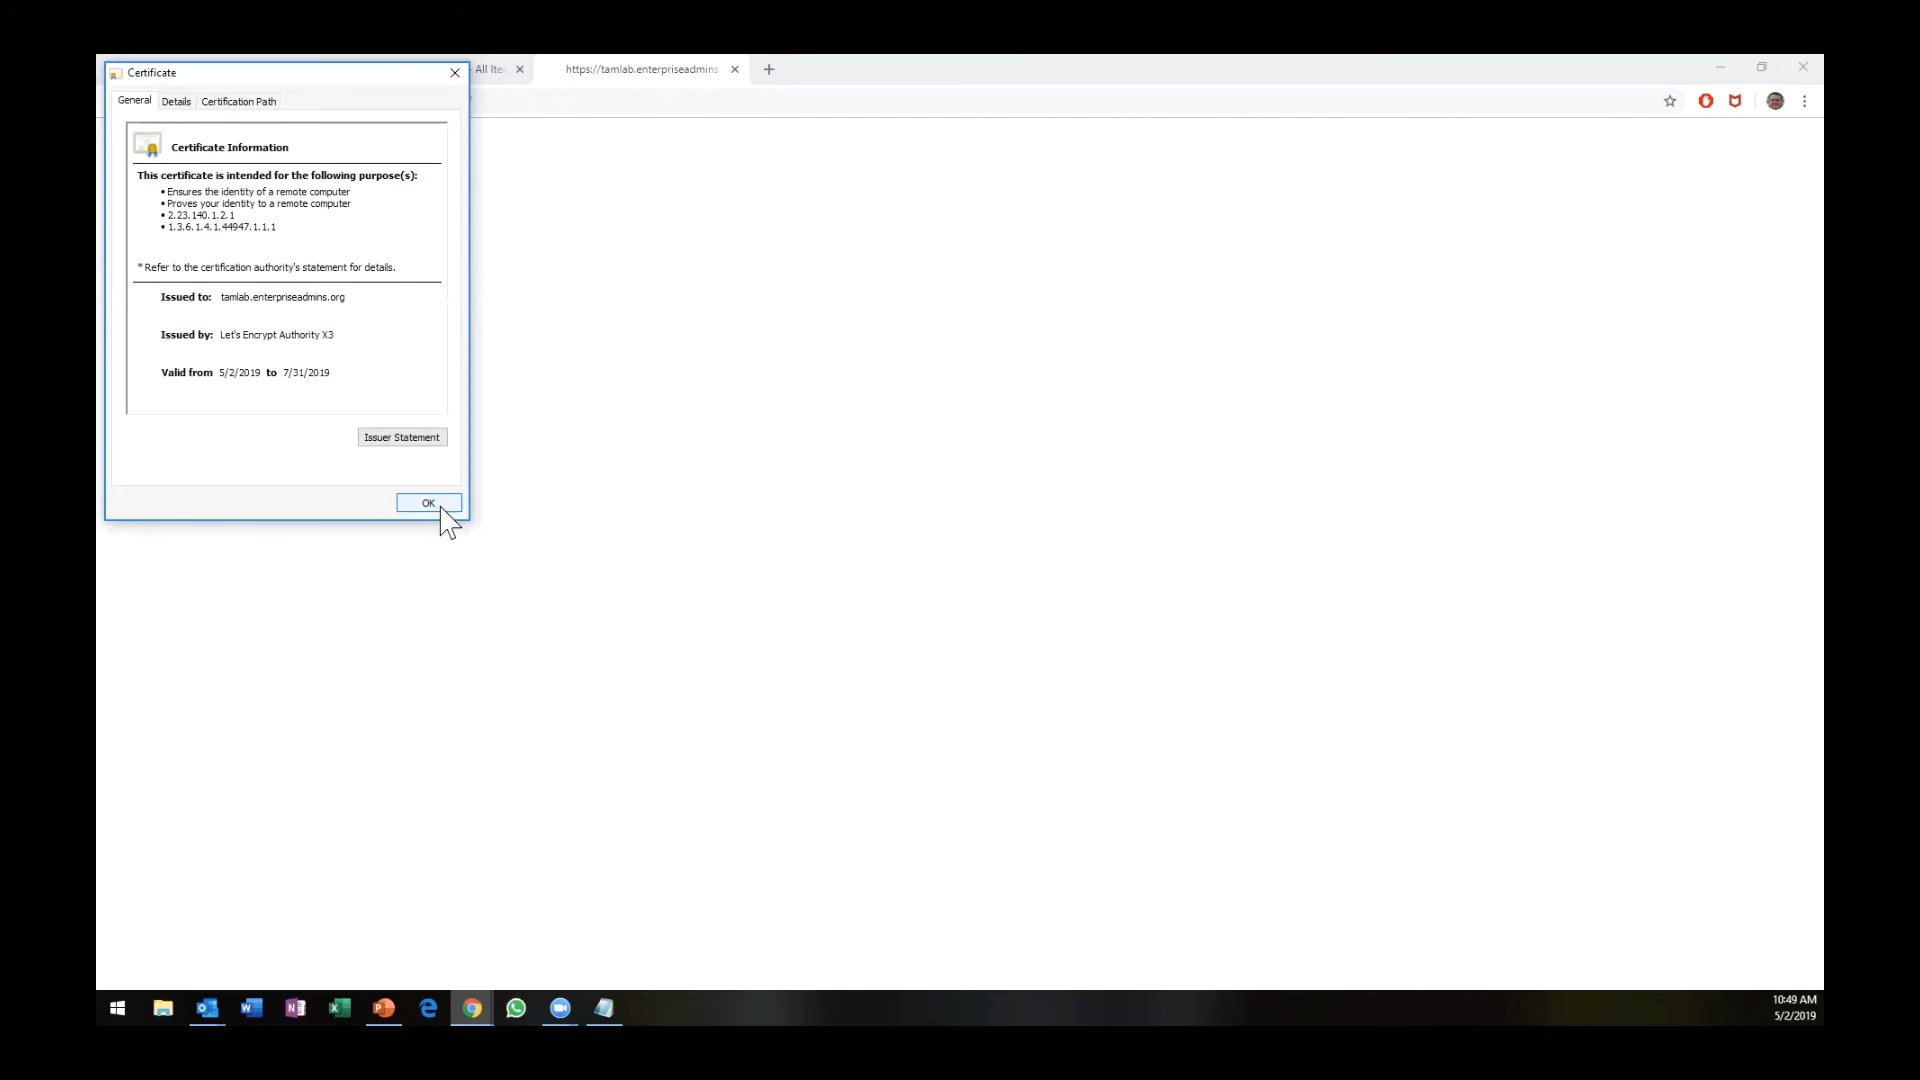 Certificate
All Ite
https://tamlab.enterpriseadmins
General
Details
Certification Path
Certificate Information
This certificate is intended for the following purpose(s):
• Ensures the identity of a remote computer
• Proves your identity to a remote computer
• 2.23.140.1.2.1
• 1.3.6.1.4.1.44947.1.1.1
* Refer to the certification authority's statement for details.
Issued to: tamlab.enterpriseadmins.org
Issued by: Let's Encrypt Authority X3
Valid from 5/2/2019 to 7/31/2019
Issuer Statement
OK
10:49 AM
5/2/2019